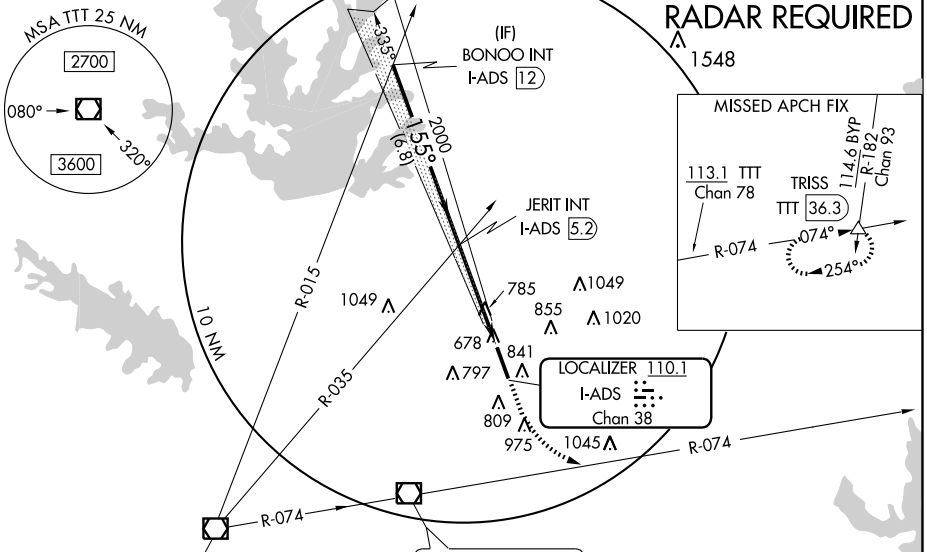 MSA TTT 25 NM
2700
080°
320°
3600
335°
(IF)
BONOO INT
I-ADS 12
RADAR REQUIRED
1548
155°
(6.8)
2000
JERIT INT
I-ADS 5.2
MISSED APCH FIX
113.1 TTT
Chan 78
TRISS
TTT 36.3
114.6 BYP
R-182
Chan 93
R-074
074°
254°
R-015
R-035
10 NM
1049
785
1049
855
1020
678
841
797
809
975
1045
LOCALIZER 110.1
I-ADS
Chan 38
R-074
R-074